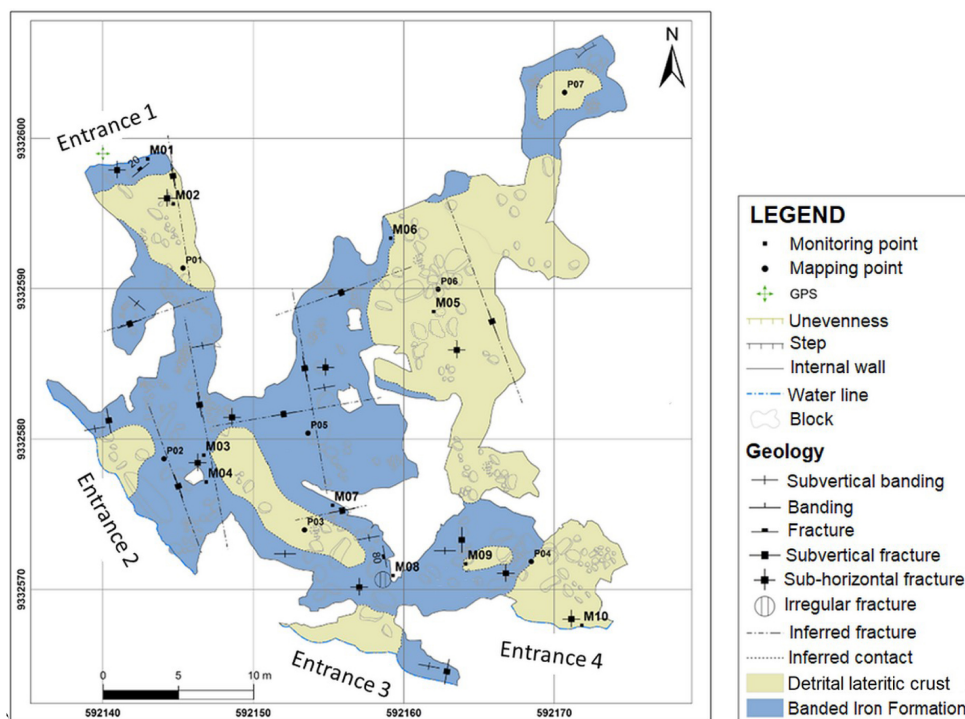 N
Entrance 1
M01
20
M02
P01
P07
M06
P06
M05
P05
P02
M03
M04
Entrance 2
P03
M07
80
M08
M09
P04
M10
Entrance 3
Entrance 4
9332600
9332590
9332580
9332570
0 5 10 m
592140 592150 592160 592170
LEGEND
Monitoring point
Mapping point
GPS
Unevenness
Step
Internal wall
Water line
Block
Geology
Subvertical banding
Banding
Fracture
Subvertical fracture
Sub-horizontal fracture
Irregular fracture
Inferred fracture
Inferred contact
Detrital lateritic crust
Banded Iron Formation